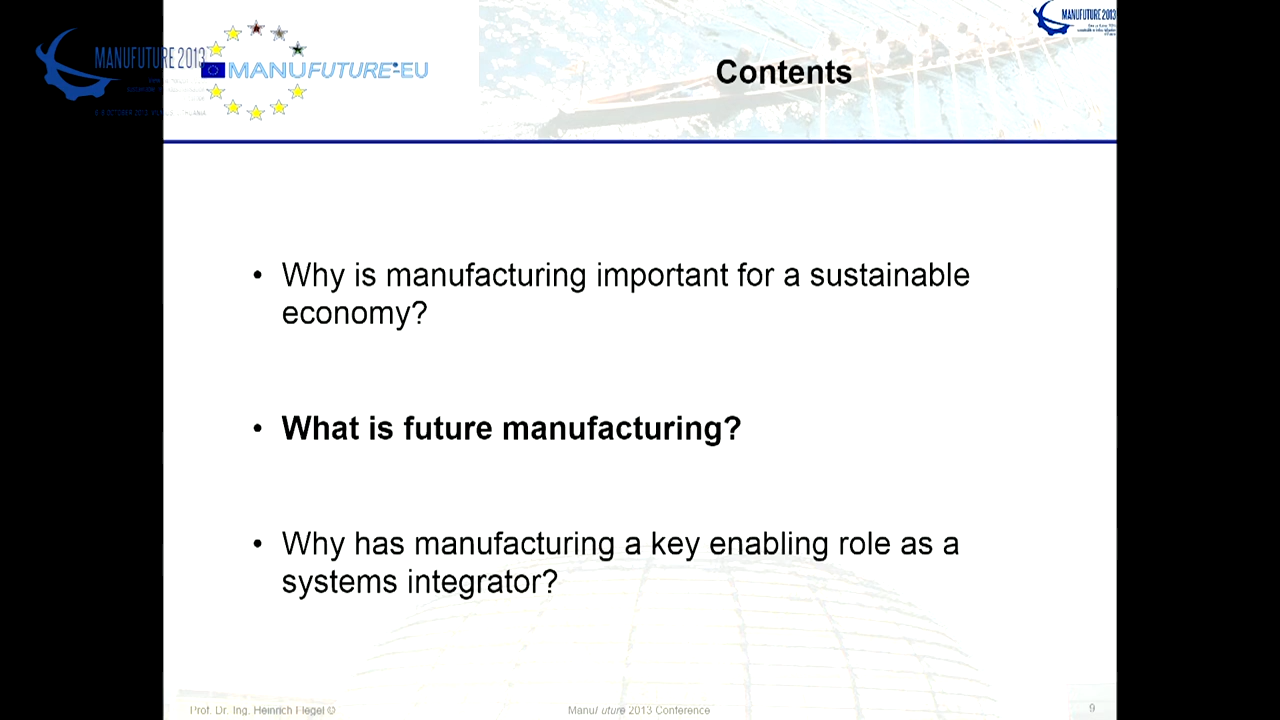 MANUFUTURE 2013
MANUFUTURE-EU
MANUFUTURE 2013
Contents
• Why is manufacturing important for a sustainable
economy?
• What is future manufacturing?
• Why has manufacturing a key enabling role as a
systems integrator?
Prof. Dr. Ing. Heinrich Flegel ©
ManuFuture 2013 Conference
9